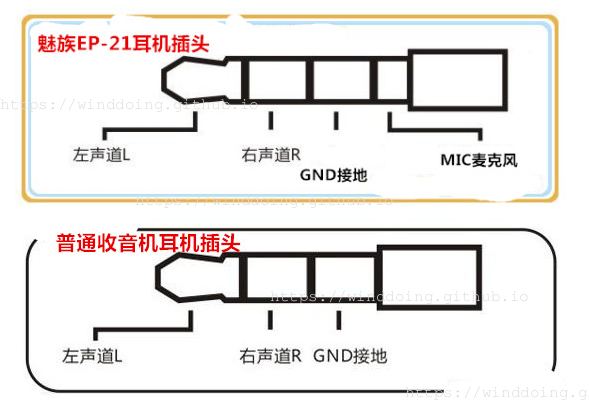 魅族EP-21耳机插头
https://winddoing.github.io
左声道L
右声道R
GND接地
MIC麦克风
https://winddoing.github.io
普通收音机耳机插头
https://winddoing.github.io
左声道L
右声道R
GND接地
https://winddoing.g